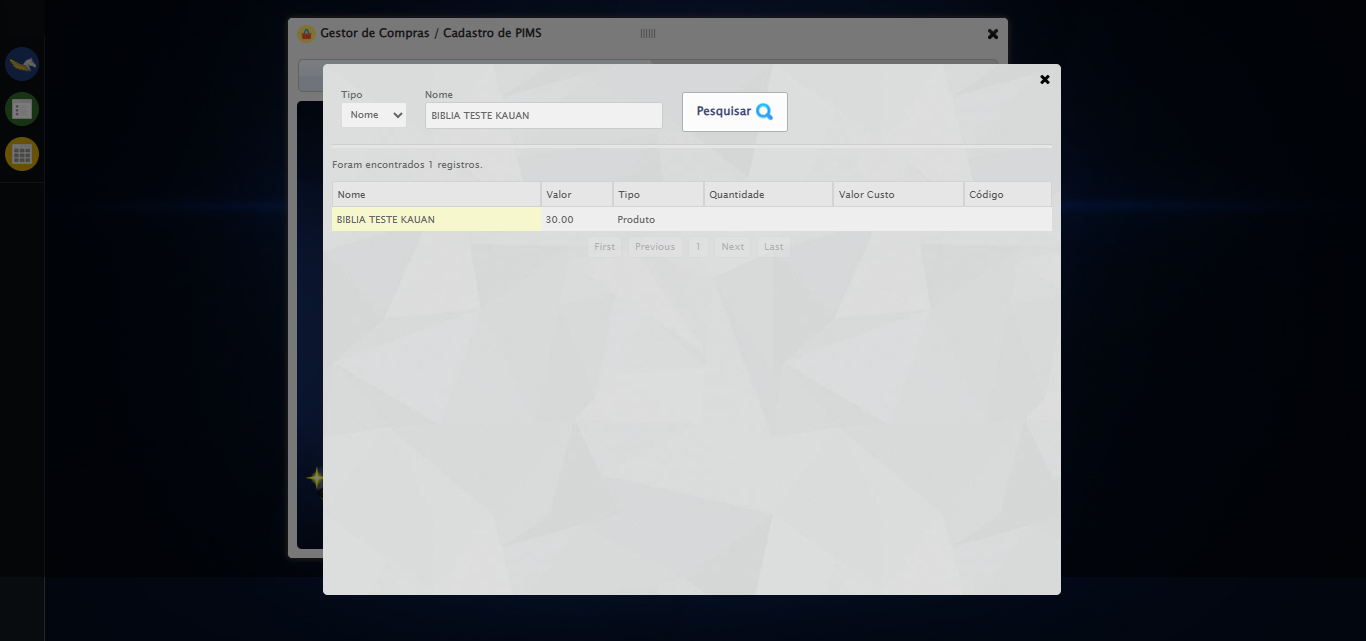 Gestor de Compras / Cadastro de PIMS
Tipo Nome
Nome BIBLIA TESTE KAUAN Pesquisar
Foram encontrados 1 registros.
Nome Valor Tipo Quantidade Valor Custo Código
BIBLIA TESTE KAUAN 30.00 Produto
First Previous 1 Next Last